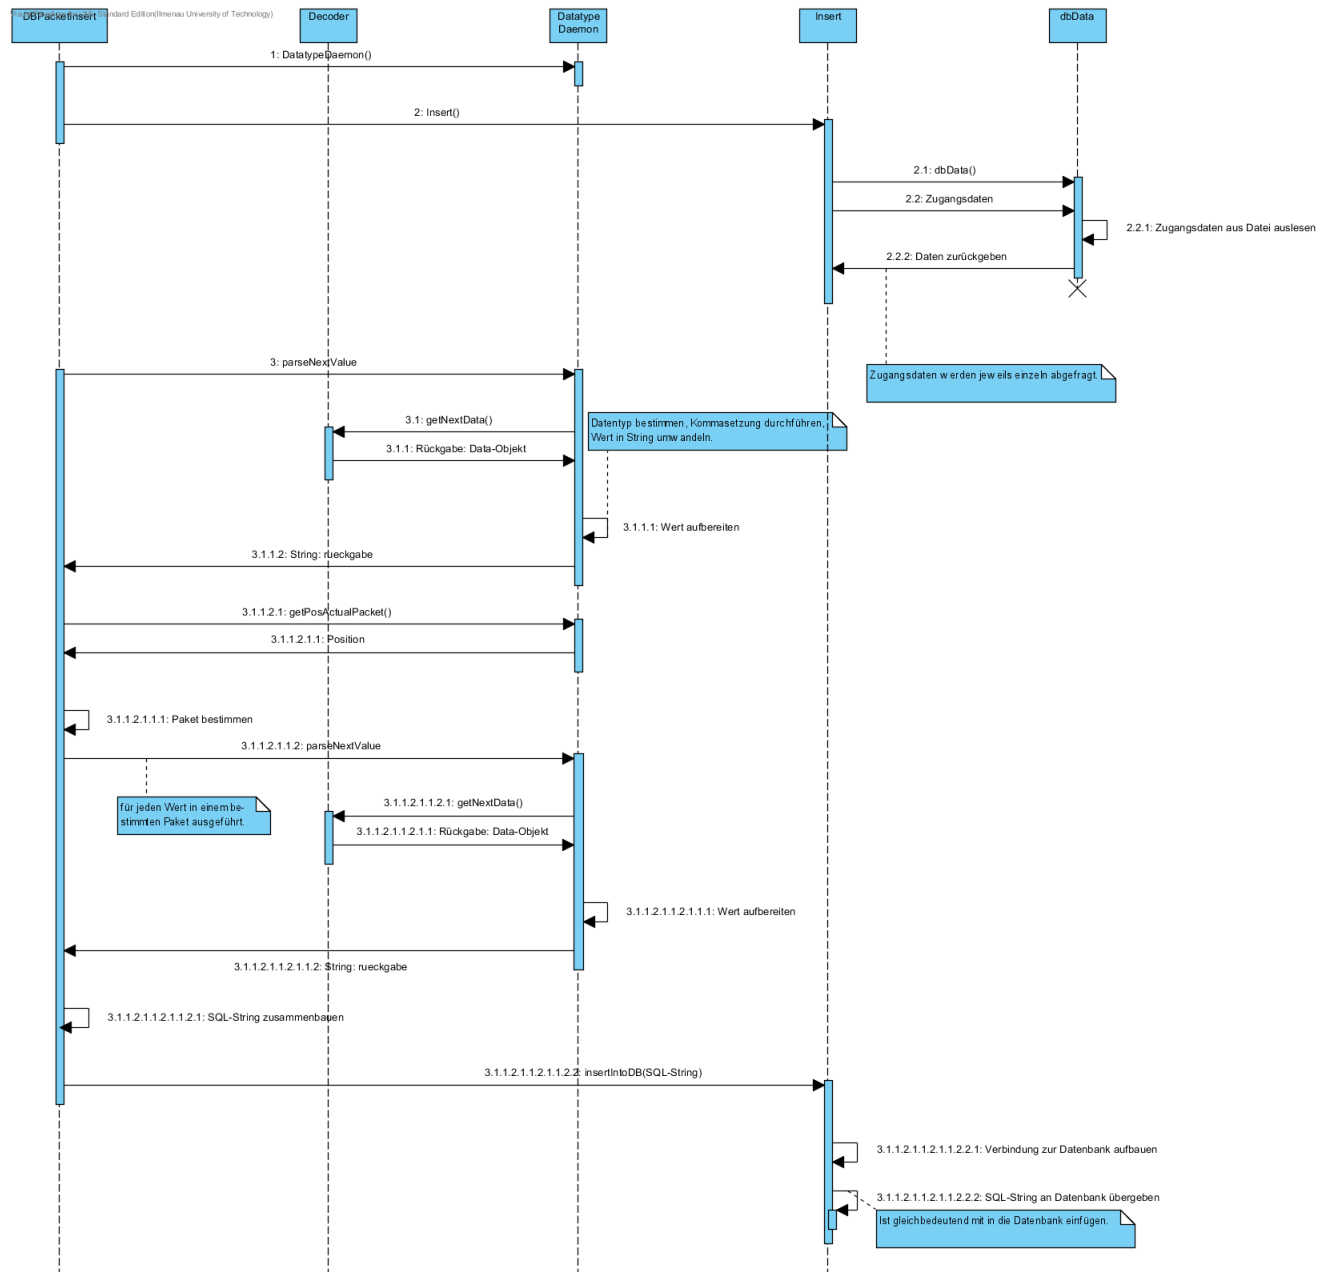 Standard Edition(Ilmenau University of Technology)
DBPacketInsert
Decoder
Datatype
Daemon
Insert
dbData
1: DatatypeDaemon()
2: Insert()
2.1: dbData()
2.2: Zugangsdaten
2.2.1: Zugangsdaten aus Datei auslesen
2.2.2: Daten zurückgeben
3: parseNextValue
Zugangsdaten werden jeweils einzeln abgefragt.
3.1: getNextData()
Datentyp bestimmen, Kommasetzung durchführen,
Wert in String umwandeln.
3.1.1: Rückgabe: Data-Objekt
3.1.1.1: Wert aufbereiten
3.1.1.2: String: rueckgabe
3.1.1.2.1: getPosActualPacket()
3.1.1.2.1.1: Position
3.1.1.2.1.1.1: Paket bestimmen
3.1.1.2.1.1.2: parseNextValue
für jeden Wert in einem be-
stimmten Paket ausgeführt.
3.1.1.2.1.1.2.1: getNextData()
3.1.1.2.1.1.2.1.1: Rückgabe: Data-Objekt
3.1.1.2.1.1.2.1.1.1: Wert aufbereiten
3.1.1.2.1.1.2.1.1.2: String: rueckgabe
3.1.1.2.1.1.2.1.1.2.1: SQL-String zusammenbauen
3.1.1.2.1.1.2.1.1.2.2: insertIntoDB(SQL-String)
3.1.1.2.1.1.2.1.1.2.2.1: Verbindung zur Datenbank aufbauen
3.1.1.2.1.1.2.1.1.2.2.2: SQL-String an Datenbank übergeben
Ist gleichbedeutend mit in die Datenbank einfügen.